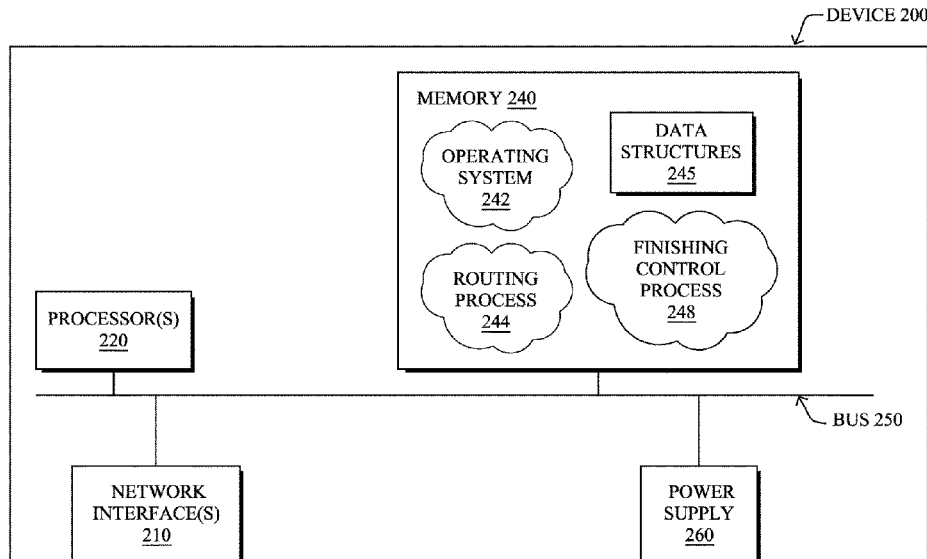 DEVICE 200
MEMORY 240
OPERATING
SYSTEM
242
DATA
STRUCTURES
245
ROUTING
PROCESS
244
FINISHING
CONTROL
PROCESS
248
PROCESSOR(S)
220
BUS 250
NETWORK
INTERFACE(S)
210
POWER
SUPPLY
260